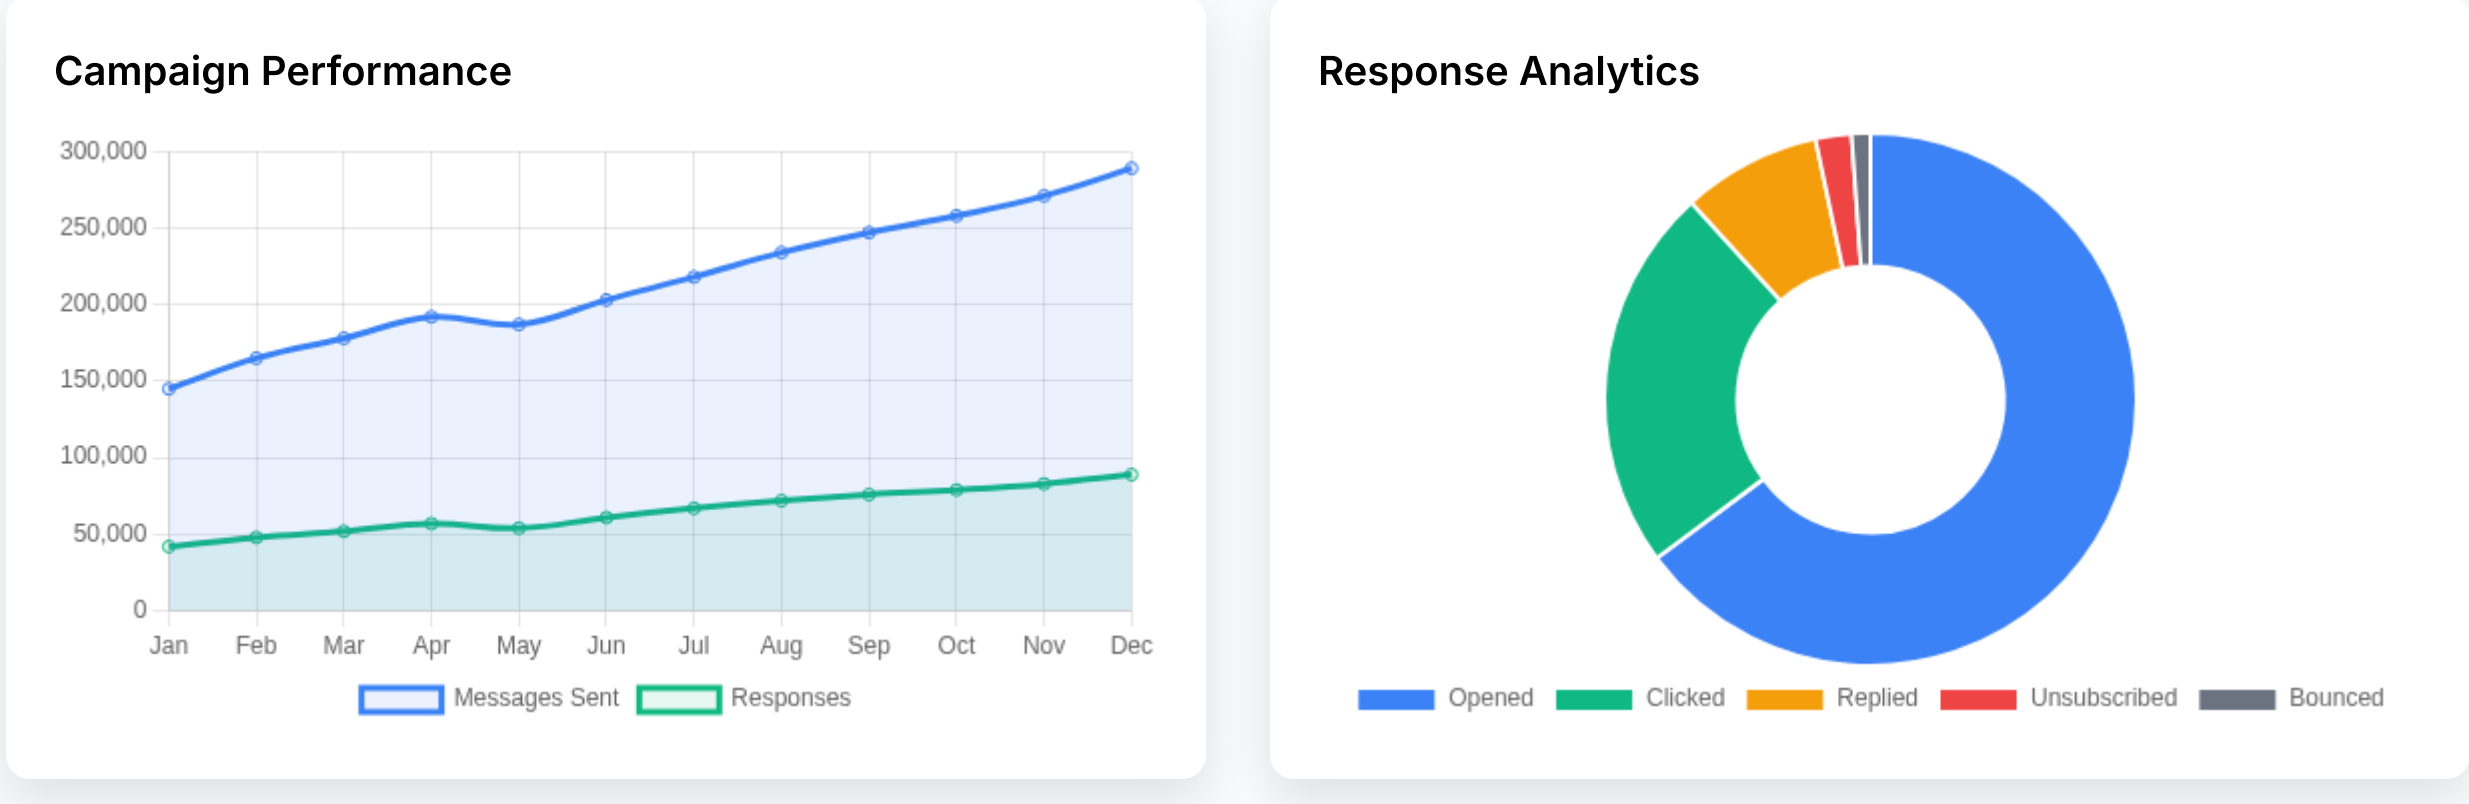 Campaign Performance
300,000
250,000
200,000
150,000
100,000
50,000
0
Jan Feb Mar Apr May Jun Jul Aug Sep Oct Nov Dec
Messages Sent Responses
Response Analytics
Opened Clicked Replied Unsubscribed Bounced